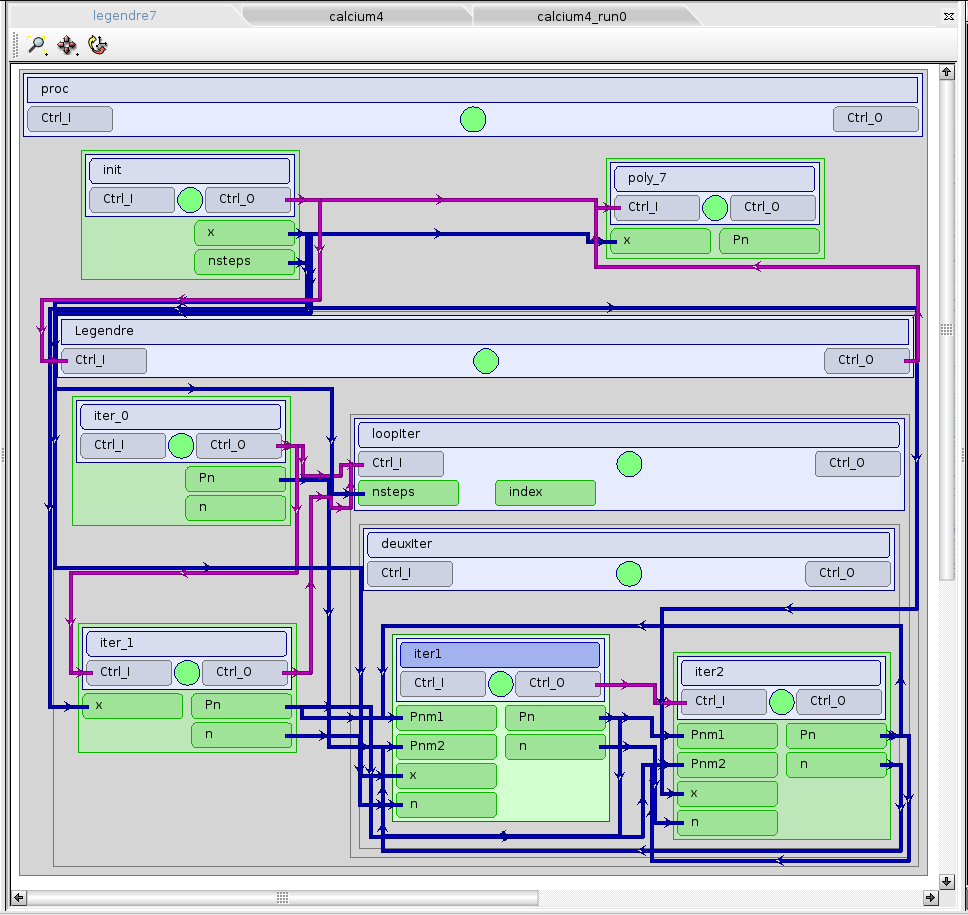 legendre7 calcium4 calcium4_run0
proc
Ctrl_I Ctrl_O
init
Ctrl_I Ctrl_O
x
nsteps
poly_7
Ctrl_I Ctrl_O
x Pn
Legendre
Ctrl_I Ctrl_O
iter_0
Ctrl_I Ctrl_O
Pn
n
loopIter
Ctrl_I Ctrl_O
nsteps index
deuxIter
Ctrl_I Ctrl_O
iter_1
Ctrl_I Ctrl_O
x Pn
n
iter1
Ctrl_I Ctrl_O
Pnm1 Pn
Pnm2 n
x
n
iter2
Ctrl_I Ctrl_O
Pnm1 Pn
Pnm2 n
x
n